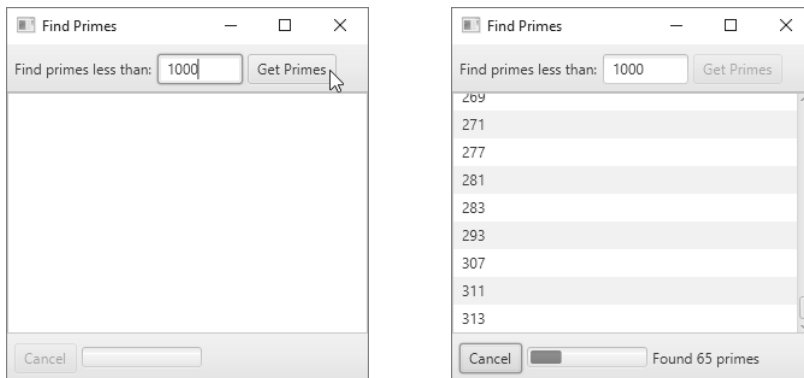 Find Primes
Find primes less than: 1000 Get Primes
Cancel
Find Primes
Find primes less than: 1000 Get Primes
269
271
277
281
283
293
307
311
313
Cancel Found 65 primes